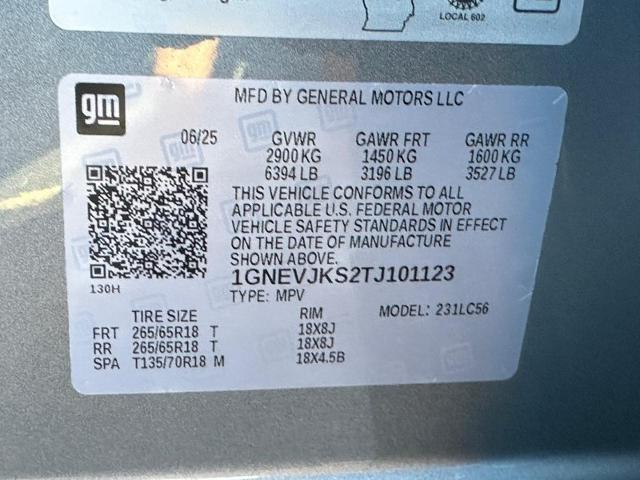 LOCAL 602
gm
MFD BY GENERAL MOTORS LLC
06/25 GVWR GAWR FRT GAWR RR
2900 KG 1450 KG 1600 KG
6394 LB 3196 LB 3527 LB
THIS VEHICLE CONFORMS TO ALL
APPLICABLE U.S. FEDERAL MOTOR
VEHICLE SAFETY STANDARDS IN EFFECT
ON THE DATE OF MANUFACTURE
SHOWN ABOVE.
130H
1GNEVJKS2TJ101123
TYPE: MPV MODEL: 231LC56
TIRE SIZE RIM
FRT 265/65R18 T 18X8J
RR 265/65R18 T 18X8J
SPA T135/70R18 M 18X4.5B